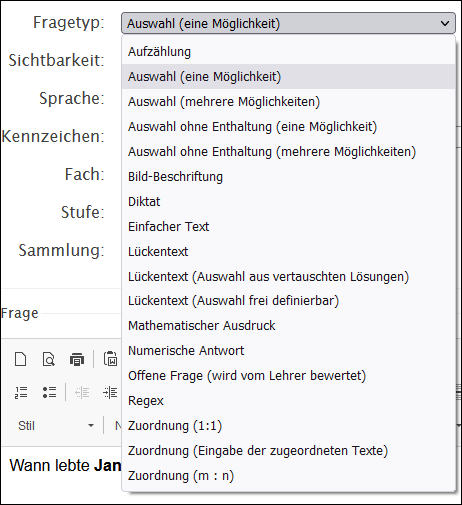 Fragetyp: Auswahl (eine Möglichkeit)
Sichtbarkeit:
Sprache:
Kennzeichen:
Fach:
Stufe:
Sammlung:
Aufzählung
Auswahl (eine Möglichkeit)
Auswahl (mehrere Möglichkeiten)
Auswahl ohne Enthaltung (eine Möglichkeit)
Auswahl ohne Enthaltung (mehrere Möglichkeiten)
Bild-Beschriftung
Diktat
Einfacher Text
Lückentext
Lückentext (Auswahl aus vertauschten Lösungen)
Lückentext (Auswahl frei definierbar)
Mathematischer Ausdruck
Numerische Antwort
Offene Frage (wird vom Lehrer bewertet)
Regex
Zuordnung (1:1)
Zuordnung (Eingabe der zugeordneten Texte)
Zuordnung (m : n)
Frage
Stil
Wann lebte Jan